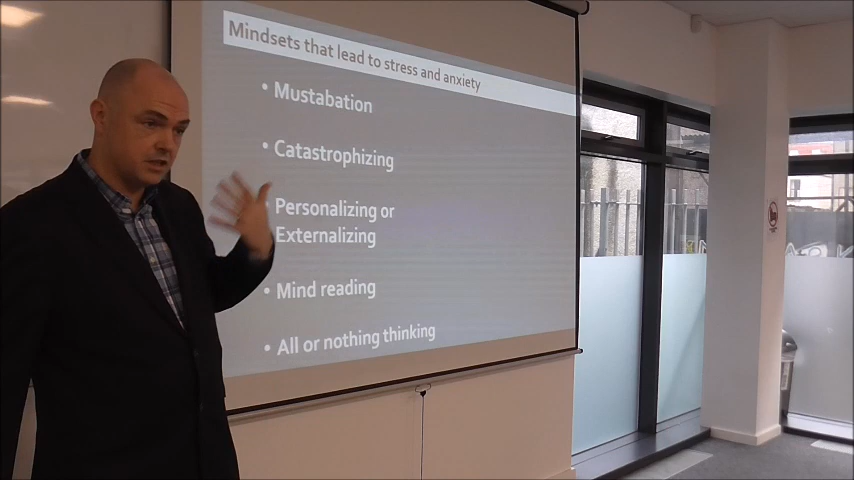 Mindsets that lead to stress and anxiety
• Mustabation
• Catastrophizing
• Personalizing or
Externalizing
• Mind reading
• All or nothing thinking